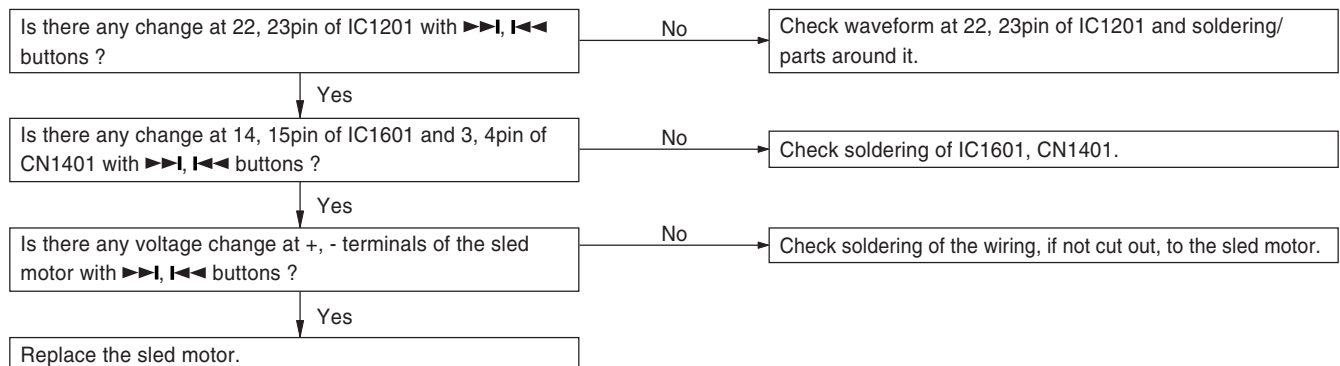 Is there any change at 22, 23pin of IC1201 with ►►I, I◄◄
buttons ?
No
Check waveform at 22, 23pin of IC1201 and soldering/
parts around it.
Yes
Is there any change at 14, 15pin of IC1601 and 3, 4pin of
CN1401 with ►►I, I◄◄ buttons ?
No
Check soldering of IC1601, CN1401.
Yes
Is there any voltage change at +, - terminals of the sled
motor with ►►I, I◄◄ buttons ?
No
Check soldering of the wiring, if not cut out, to the sled motor.
Yes
Replace the sled motor.